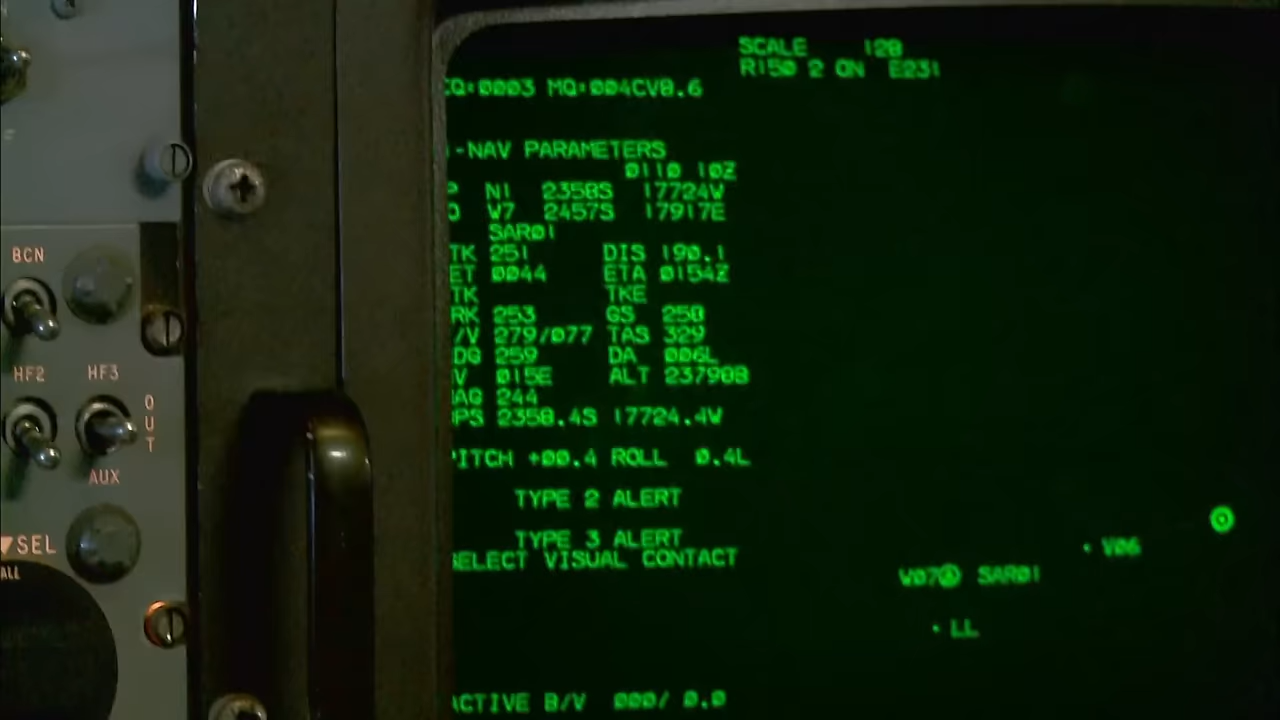 SCALE 128
R150 2 ON E231
Q:0003 MQ:004CV8.6
-NAV PARAMETERS
0110 10Z
P N1 2358S 17724W
W7 2457S 17917E
SAR01
TK 251 DIS 190.1
ET 0044 ETA 0154Z
TK TKE
RK 253 GS 250
/V 279/077 TAS 329
DG 259 DA 006L
V 015E ALT 23790B
AG 244
PS 2358.4S 17724.4W
PITCH +00.4 ROLL 0.4L
TYPE 2 ALERT
TYPE 3 ALERT
SELECT VISUAL CONTACT
V06
W07 SAR01
LL
ACTIVE B/V 000/ 0.0
BCN
HF2 HF3
OUT
AUX
▼SEL
ALL